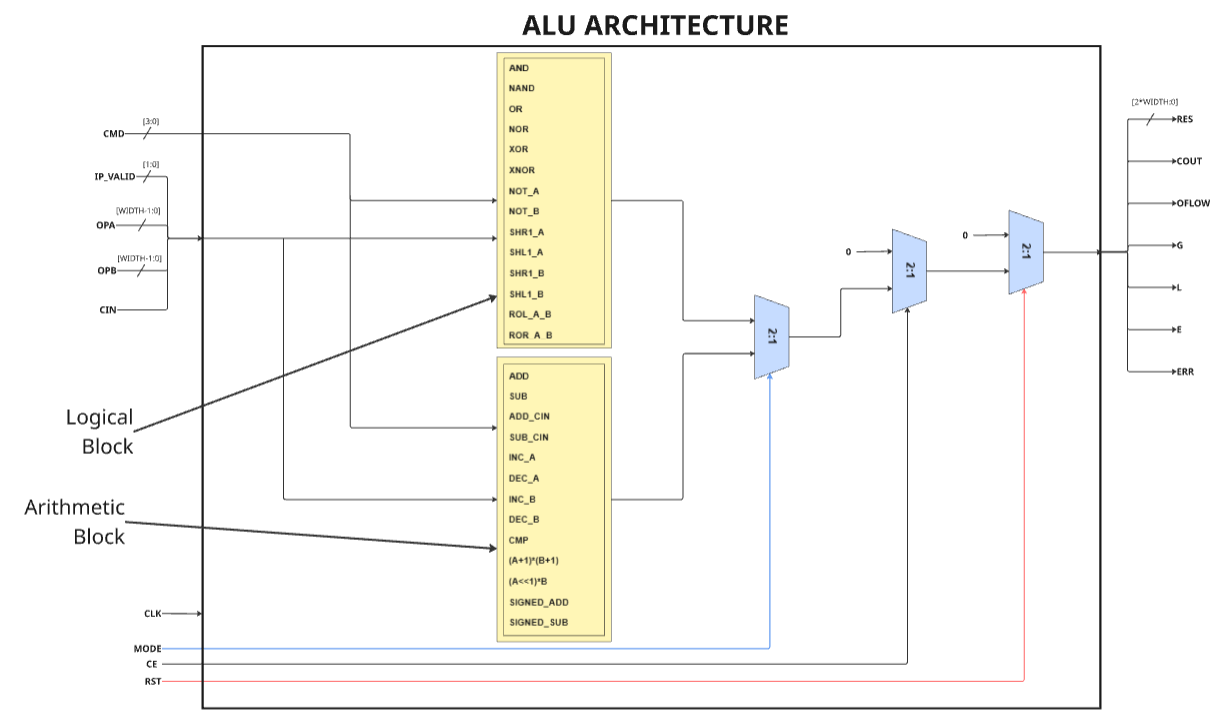 ALU ARCHITECTURE
CMD
[3:0]
IP_VALID
[1:0]
OPA
[WIDTH-1:0]
OPB
[WIDTH-1:0]
CIN
Logical
Block
Arithmetic
Block
CLK
MODE
CE
RST
AND
NAND
OR
NOR
XOR
XNOR
NOT_A
NOT_B
SHR1_A
SHL1_A
SHR1_B
SHL1_B
ROL_A_B
ROR_A_B
ADD
SUB
ADD_CIN
SUB_CIN
INC_A
DEC_A
INC_B
DEC_B
CMP
(A+1)*(B+1)
(A<<1)*B
SIGNED_ADD
SIGNED_SUB
2:1
0
2:1
0
2:1
[2*WIDTH:0]
RES
COUT
OFLOW
G
L
E
ERR